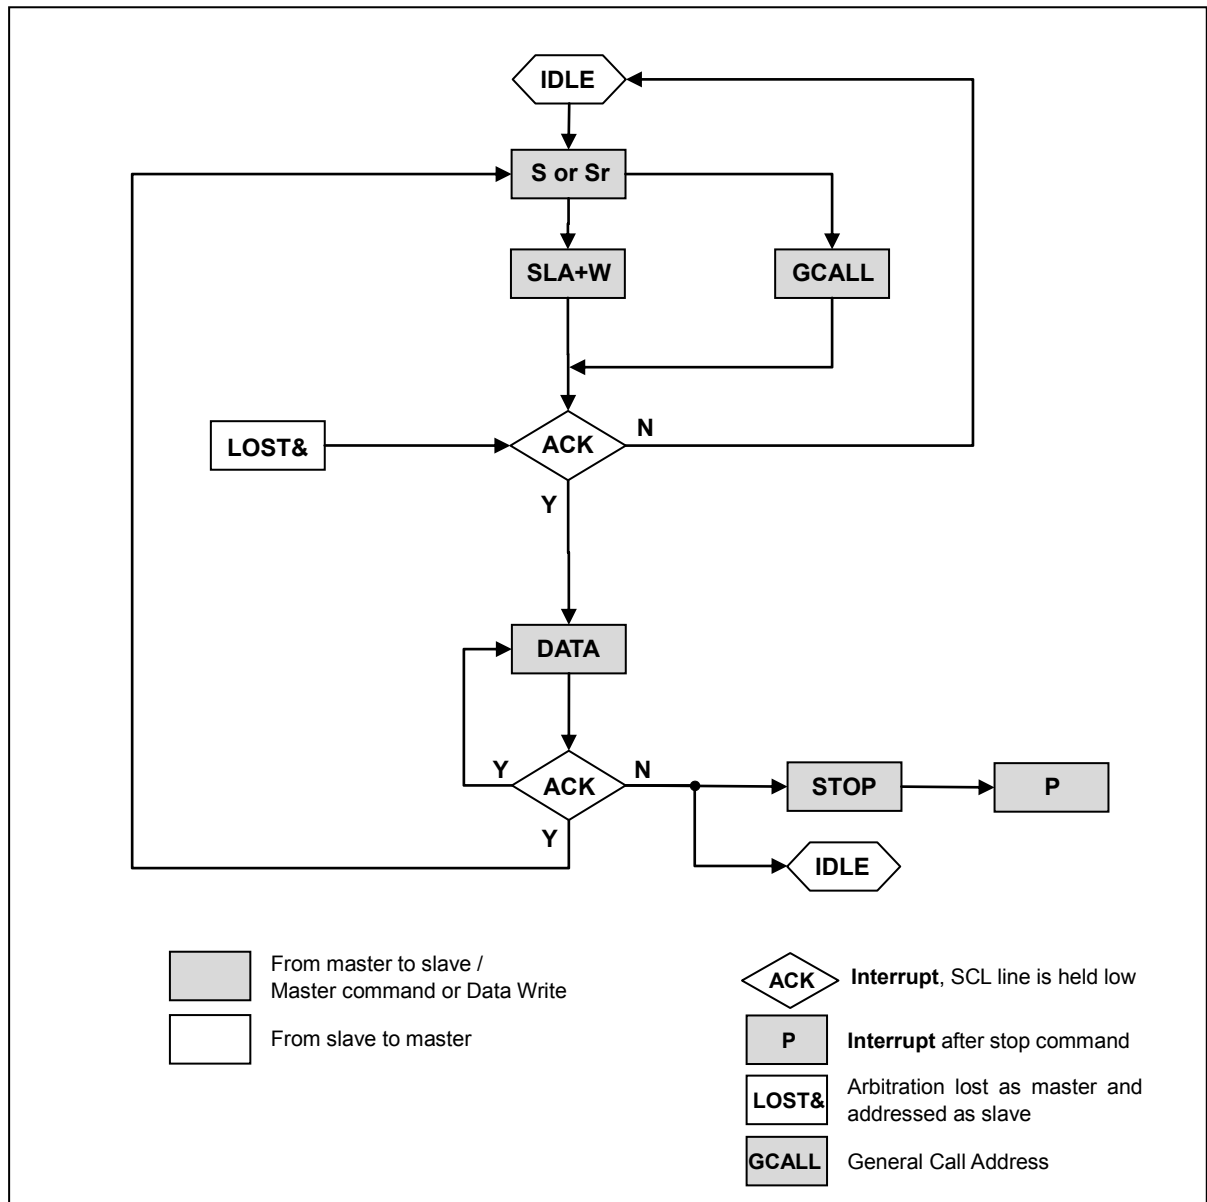 IDLE
S or Sr
SLA+W
GCALL
LOST&
ACK
N
Y
DATA
Y
ACK
N
STOP
P
Y
IDLE
From master to slave /
Master command or Data Write
From slave to master
ACK
Interrupt, SCL line is held low
P
Interrupt after stop command
LOST&
Arbitration lost as master and
addressed as slave
GCALL
General Call Address